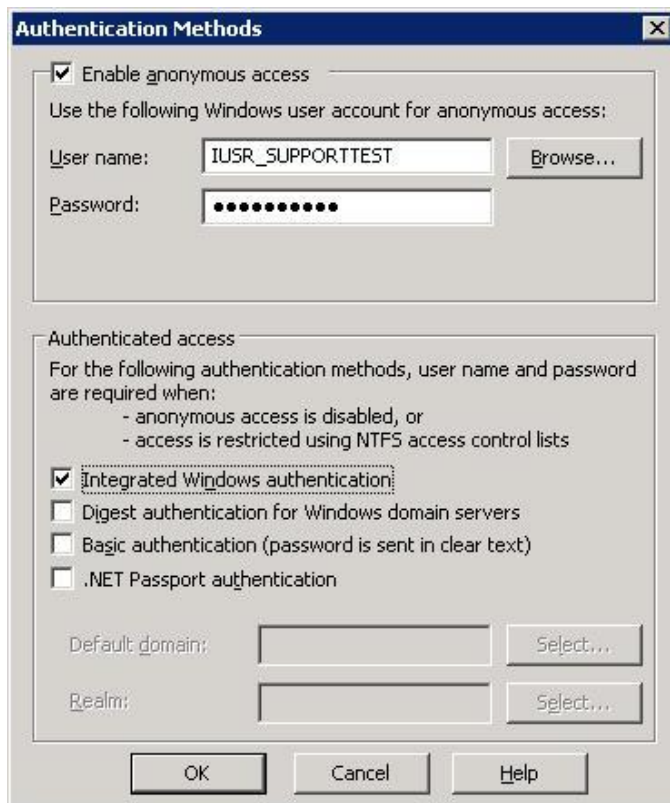 Authentication Methods
Enable anonymous access
Use the following Windows user account for anonymous access:
User name: IUSR_SUPPORTTEST Browse...
Password: ●●●●●●●●●●
Authenticated access
For the following authentication methods, user name and password
are required when:
- anonymous access is disabled, or
- access is restricted using NTFS access control lists
Integrated Windows authentication
Digest authentication for Windows domain servers
Basic authentication (password is sent in clear text)
.NET Passport authentication
Default domain: Select...
Realm: Select...
OK Cancel Help